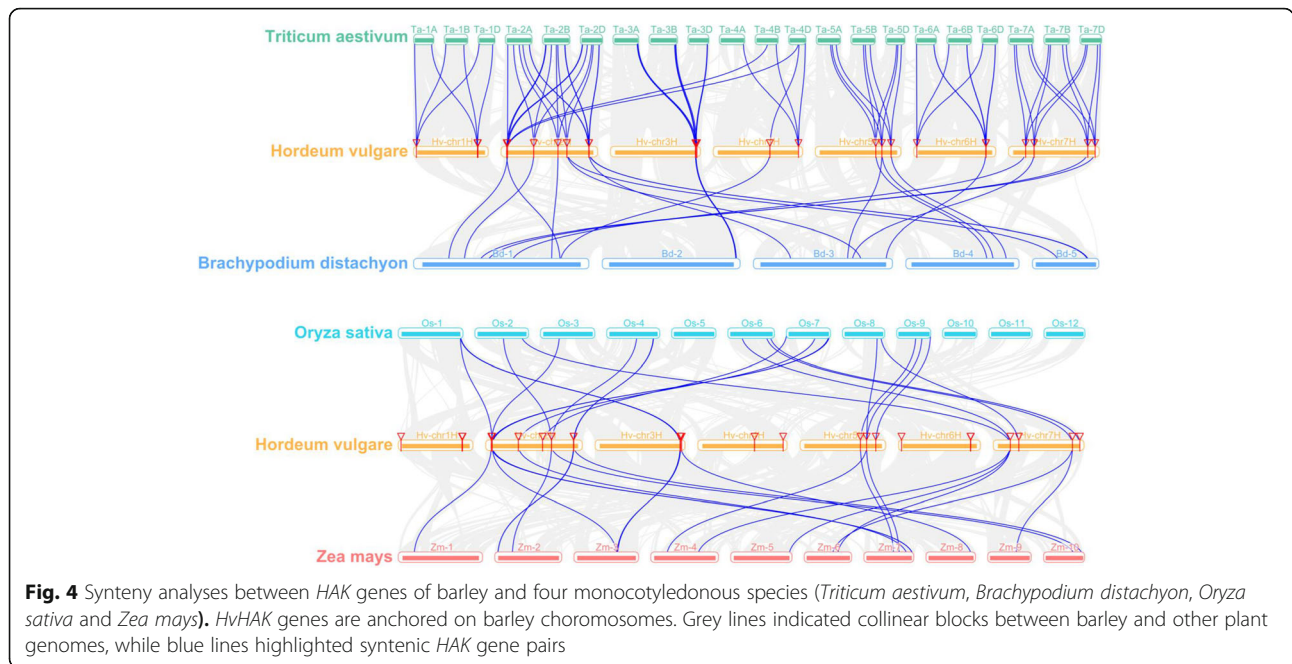 Ta-1A Ta-1B Ta-1D Ta-2A Ta-2B Ta-2D Ta-3A Ta-3B Ta-3D Ta-4A Ta-4B Ta-4D Ta-5A Ta-5B Ta-5D Ta-6A Ta-6B Ta-6D Ta-7A Ta-7B Ta-7D
Triticum aestivum
Hv-chr1H Hv-chr3H Hv-chr6H Hv-chr7H
Hordeum vulgare
Bd-1 Bd-2 Bd-3 Bd-4 Bd-5
Brachypodium distachyon
Os-1 Os-2 Os-3 Os-4 Os-5 Os-6 Os-7 Os-8 Os-9 Os-10 Os-11 Os-12
Oryza sativa
Hv-chr1H Hv-chr3H Hv-chr6H Hv-chr7H
Hordeum vulgare
Zm-1 Zm-2 Zm-4 Zm-5 Zm-8 Zm-9
Zea mays
Fig. 4 Synteny analyses between HAK genes of barley and four monocotyledonous species (Triticum aestivum, Brachypodium distachyon, Oryza
sativa and Zea mays). HvHAK genes are anchored on barley choromosomes. Grey lines indicated collinear blocks between barley and other plant
genomes, while blue lines highlighted syntenic HAK gene pairs